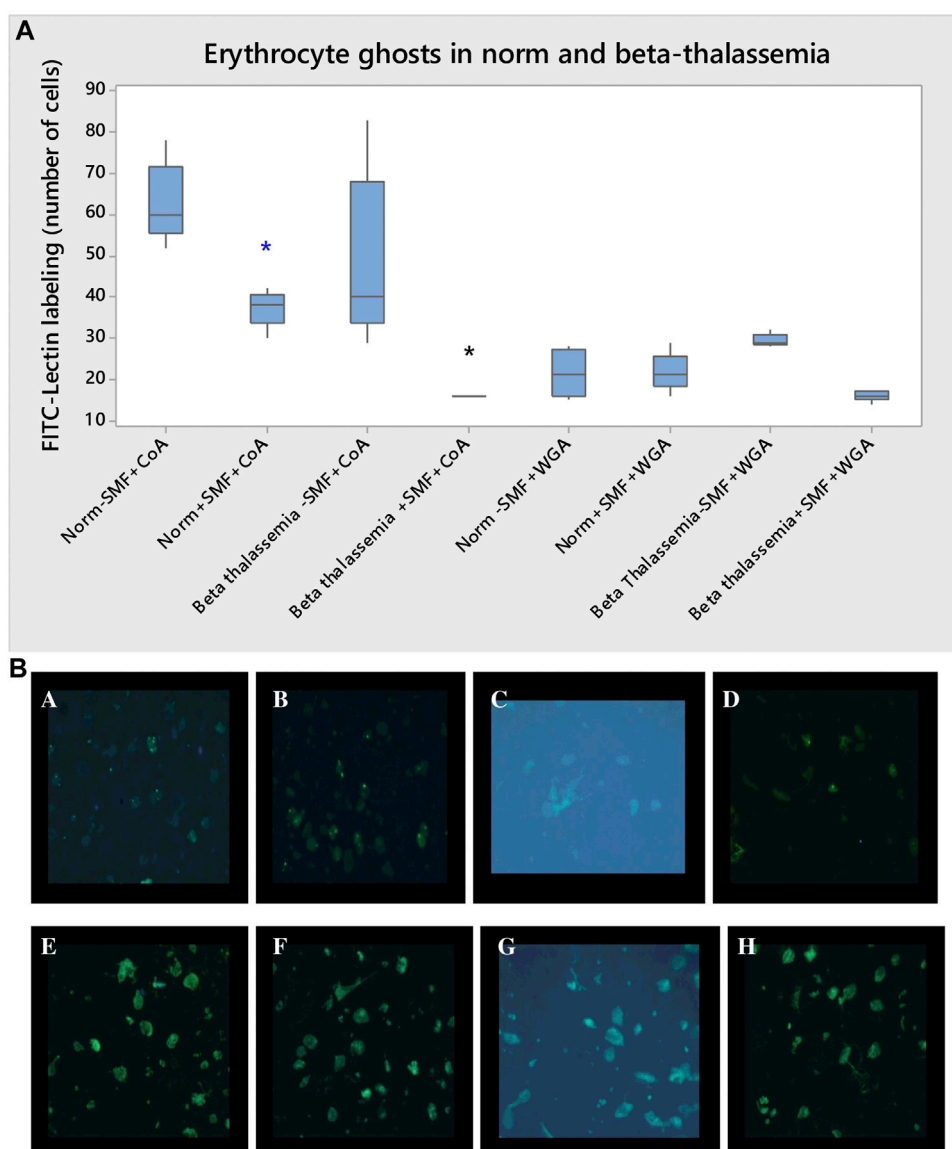 A
Erythrocyte ghosts in norm and beta-thalassemia
FITC-Lectin labeling (number of cells)
90
80
70
60
50
40
30
20
10
*
*
Norm-SMF+CoA
Norm+SMF+CoA
Beta thalassemia -SMF+CoA
Beta thalassemia +SMF+CoA
Norm -SMF+WGA
Norm+SMF+WGA
Beta Thalassemia-SMF+WGA
Beta thalassemia+SMF+WGA
B
A
B
C
D
E
F
G
H